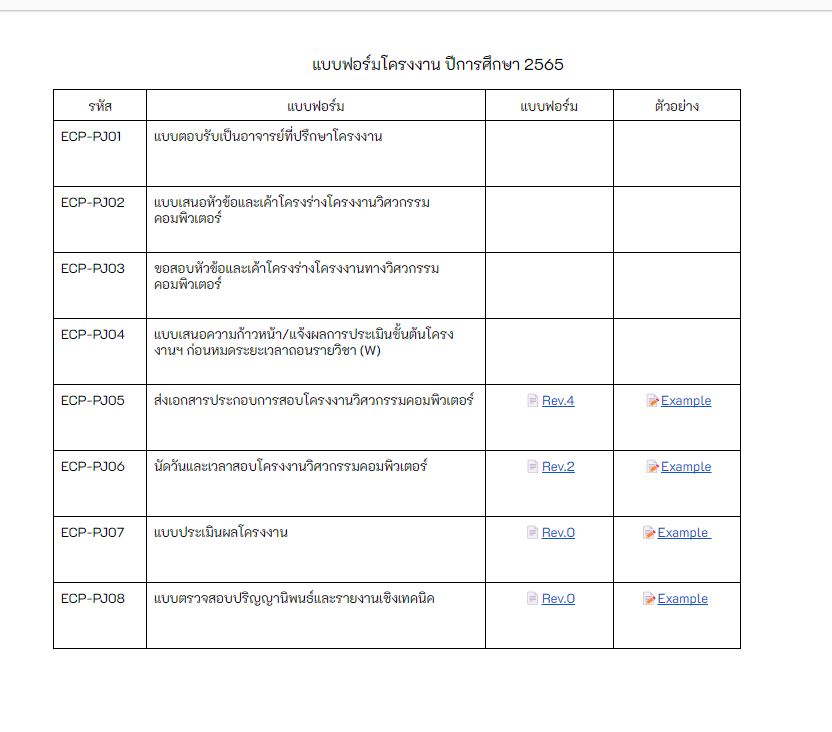 แบบฟอร์มโครงงาน ปีการศึกษา 2565
รหัส แบบฟอร์ม แบบฟอร์ม ตัวอย่าง
ECP-PJ01 แบบตอบรับเป็นอาจารย์ที่ปรึกษาโครงงาน
ECP-PJ02 แบบเสนอหัวข้อและเค้าโครงร่างโครงงานวิศวกรรม
คอมพิวเตอร์
ECP-PJ03 ขอสอบหัวข้อและเค้าโครงร่างโครงงานทางวิศวกรรม
คอมพิวเตอร์
ECP-PJ04 แบบเสนอความก้าวหน้า/แจ้งผลการประเมินขั้นต้นโครง
งานฯ ก่อนหมดระยะเวลาถอนรายวิชา (W)
ECP-PJ05 ส่งเอกสารประกอบการสอบโครงงานวิศวกรรมคอมพิวเตอร์ Rev.4 Example
ECP-PJ06 นัดวันและเวลาสอบโครงงานวิศวกรรมคอมพิวเตอร์ Rev.2 Example
ECP-PJ07 แบบประเมินผลโครงงาน Rev.0 Example
ECP-PJ08 แบบตรวจสอบปริญญานิพนธ์และรายงานเชิงเทคนิค Rev.0 Example